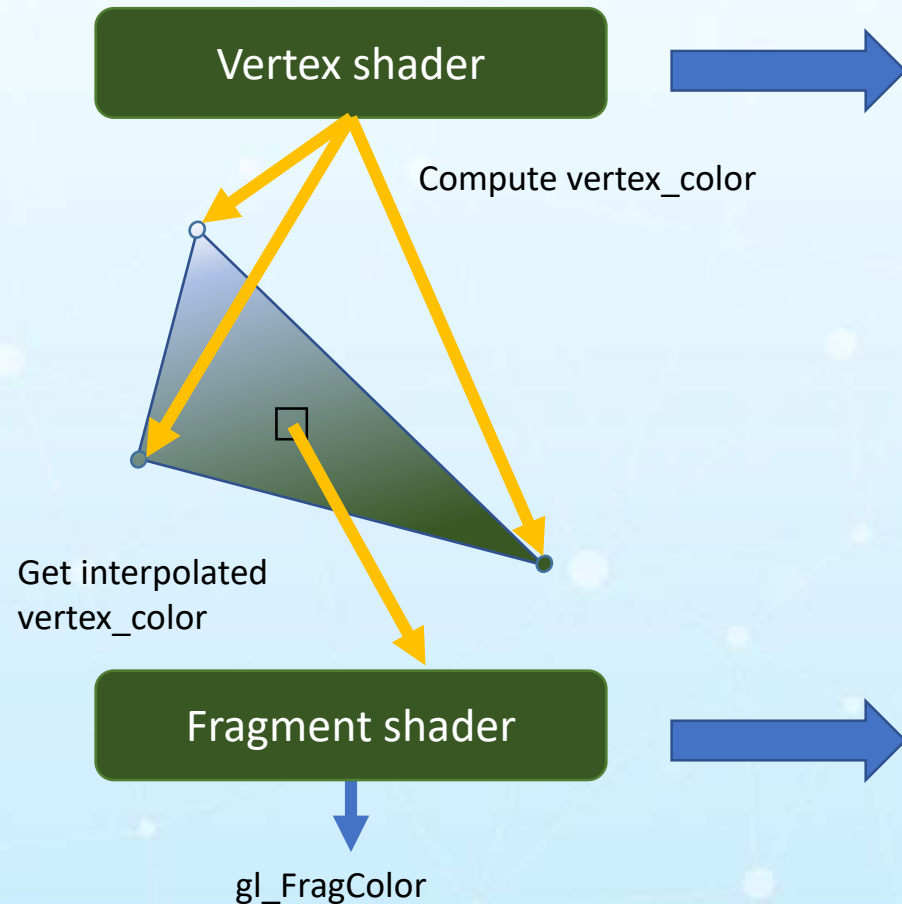 Vertex shader
Compute vertex_color
Get interpolated
vertex_color
Fragment shader
gl_FragColor